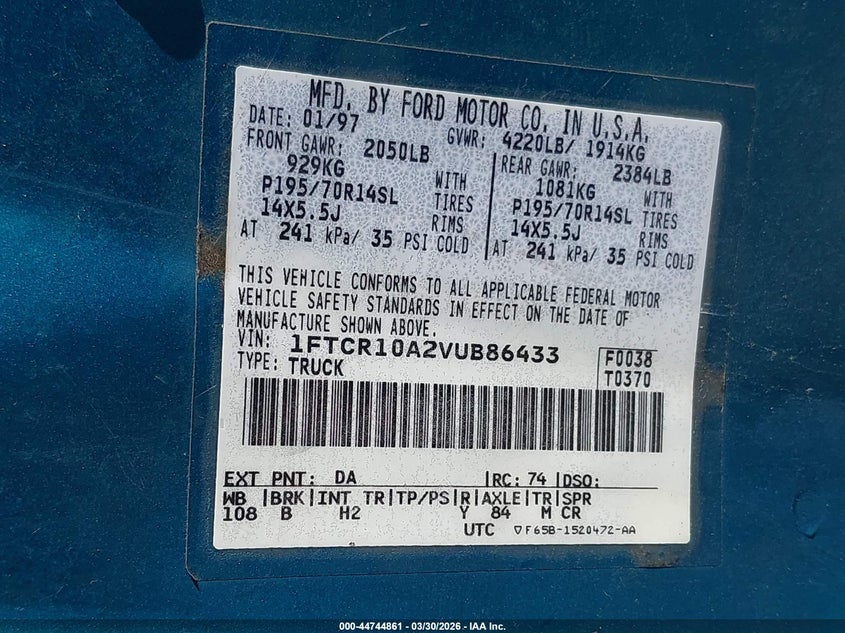 MFD. BY FORD MOTOR CO. IN U.S.A.
DATE: 01/97 GVWR: 4220LB/ 1914KG
FRONT GAWR: 2050LB
929KG WITH
P195/70R14SL TIRES
14X5.5J RIMS
AT 241 kPa/ 35 PSI COLD
REAR GAWR: 2384LB
1081KG WITH
P195/70R14SL TIRES
14X5.5J RIMS
AT 241 kPa/ 35 PSI COLD
THIS VEHICLE CONFORMS TO ALL APPLICABLE FEDERAL MOTOR
VEHICLE SAFETY STANDARDS IN EFFECT ON THE DATE OF
MANUFACTURE SHOWN ABOVE.
VIN: 1FTCR10A2VUB86433 F0038
TYPE: TRUCK T0370
EXT PNT: DA |RC: 74 |DSO:
WB |BRK|INT TR|TP/PS|R|AXLE|TR|SPR
108 B H2 Y 84 M CR
UTC ▽F65B-1520472-AA
000-44744861 - 03/30/2026 - IAA Inc.